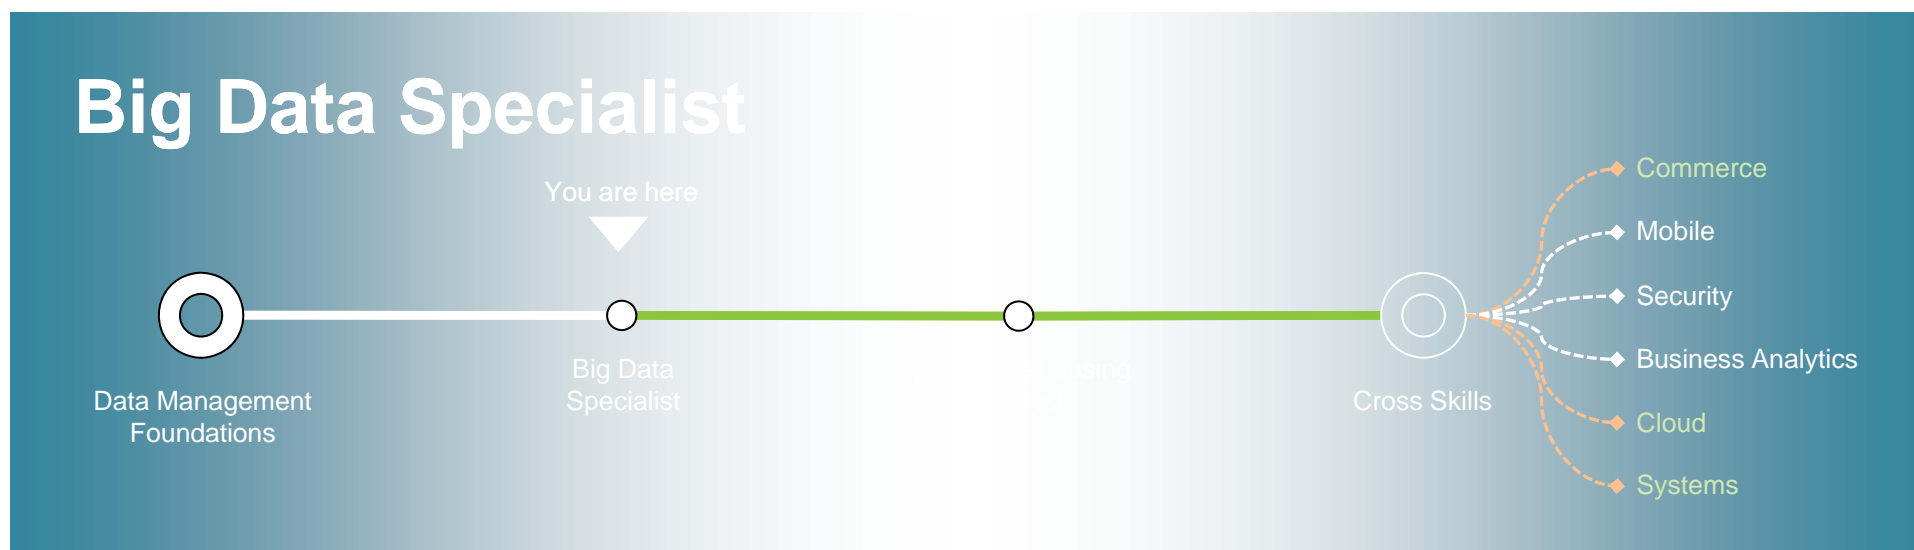 Big Data Specialist
You are here
Data Management
Foundations
Big Data
Specialist
Cross Skills
Commerce
Mobile
Security
Business Analytics
Cloud
Systems